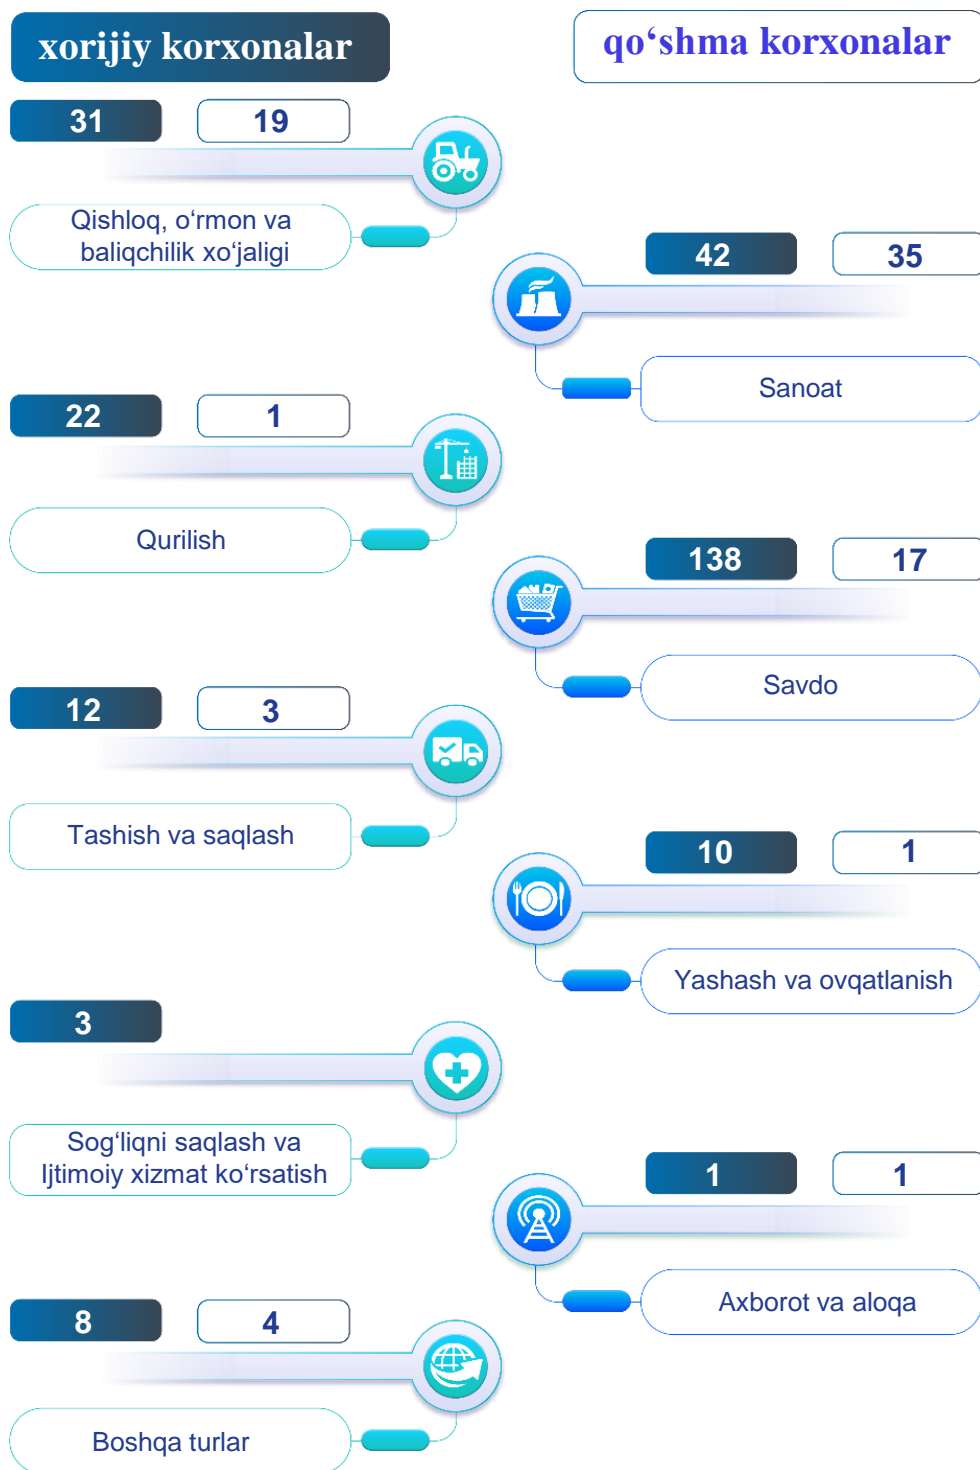 xorijiy korxonalar
qo‘shma korxonalar
31
19
Qishloq, o‘rmon va
baliqchilik xo‘jaligi
42
35
Sanoat
22
1
Qurilish
138
17
Savdo
12
3
Tashish va saqlash
10
1
Yashash va ovqatlanish
3
Sog‘liqni saqlash va
Ijtimoiy xizmat ko‘rsatish
1
1
Axborot va aloqa
8
4
Boshqa turlar